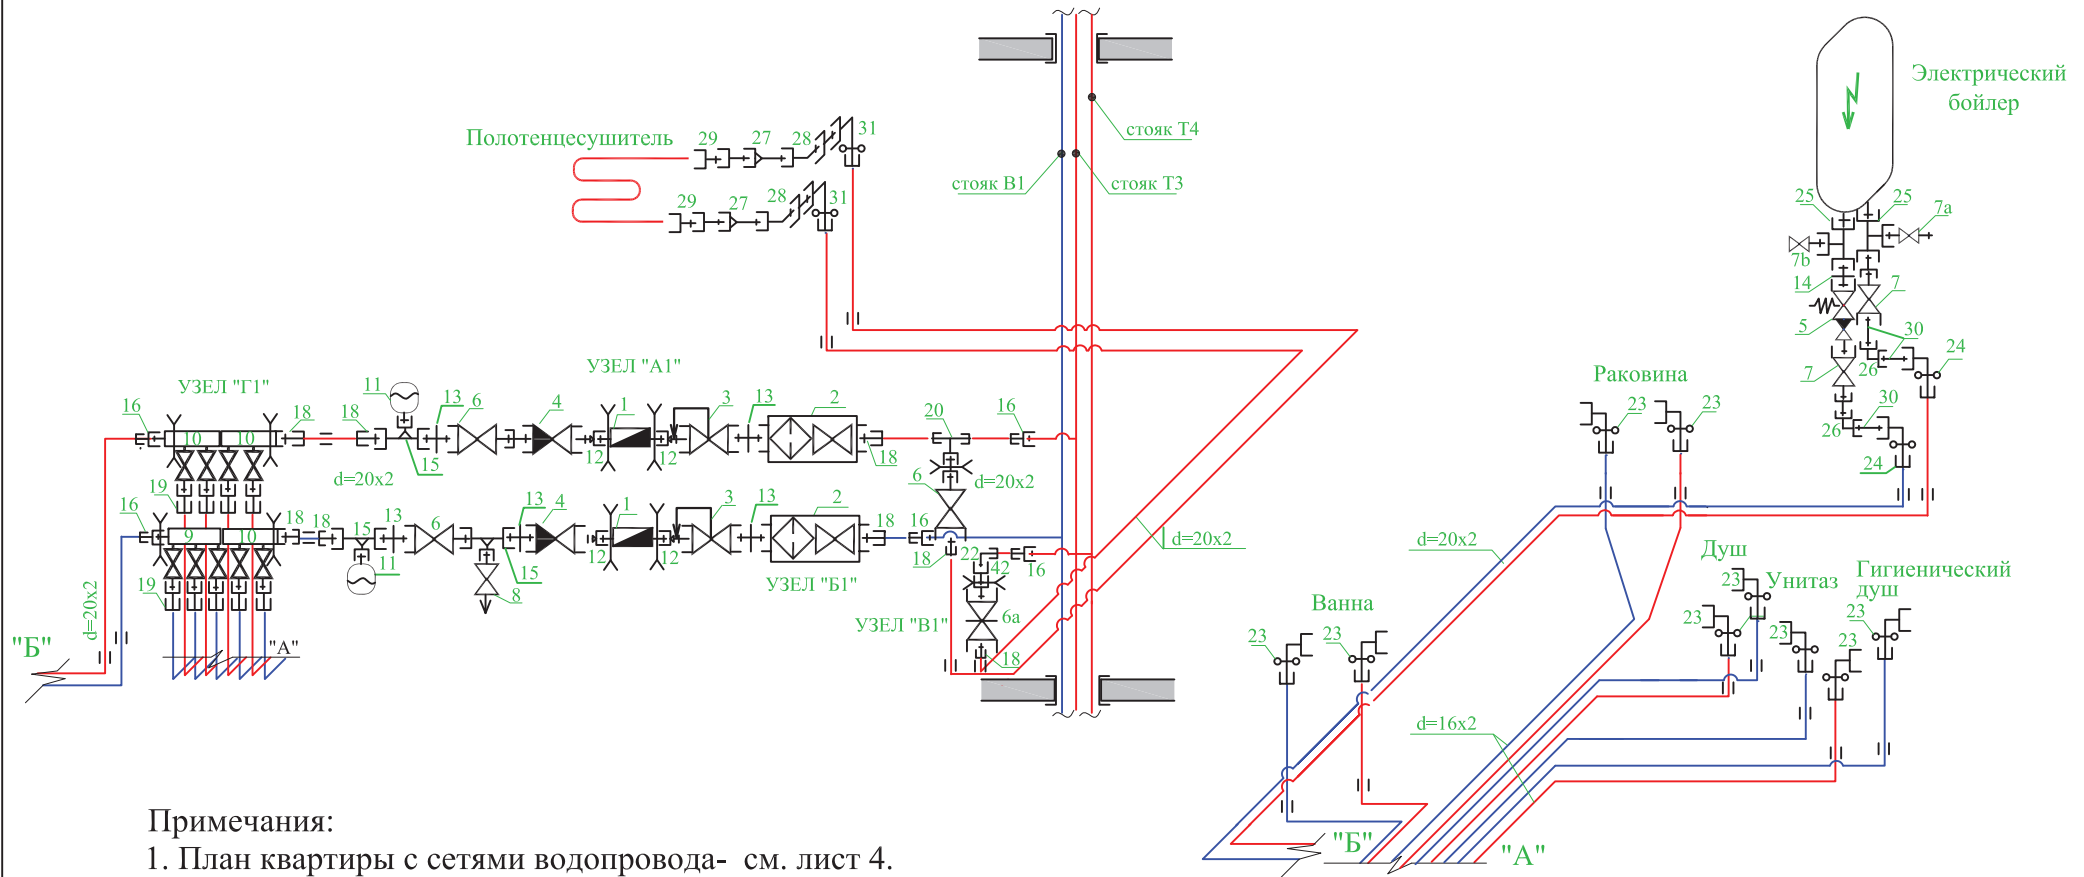 Полотенцесушитель
29
27
28
31
29
27
28
31
стояк В1
стояк Т3
стояк Т4
Электрический
бойлер
25
25
7a
7b
14
7
5
30
24
7
26
30
26
24
УЗЕЛ "Г1"
УЗЕЛ "А1"
16
18
18
11
13
6
4
1
3
13
2
20
16
10
10
15
12
12
18
d=20x2
d=20x2
19
6
16
18
18
15
13
6
13
4
1
3
13
2
18
16
9
10
11
15
12
12
18
22
42
16
19
8
УЗЕЛ "Б1"
УЗЕЛ "В1"
6a
18
d=20x2
d=20x2
"Б"
"А"
Раковина
23
23
d=20x2
Душ
23
Унитаз
Гигиенический
душ
Ванна
23
23
23
23
23
23
d=16x2
"Б"
"А"
Примечания:
1. План квартиры с сетями водопровода- см. лист 4.